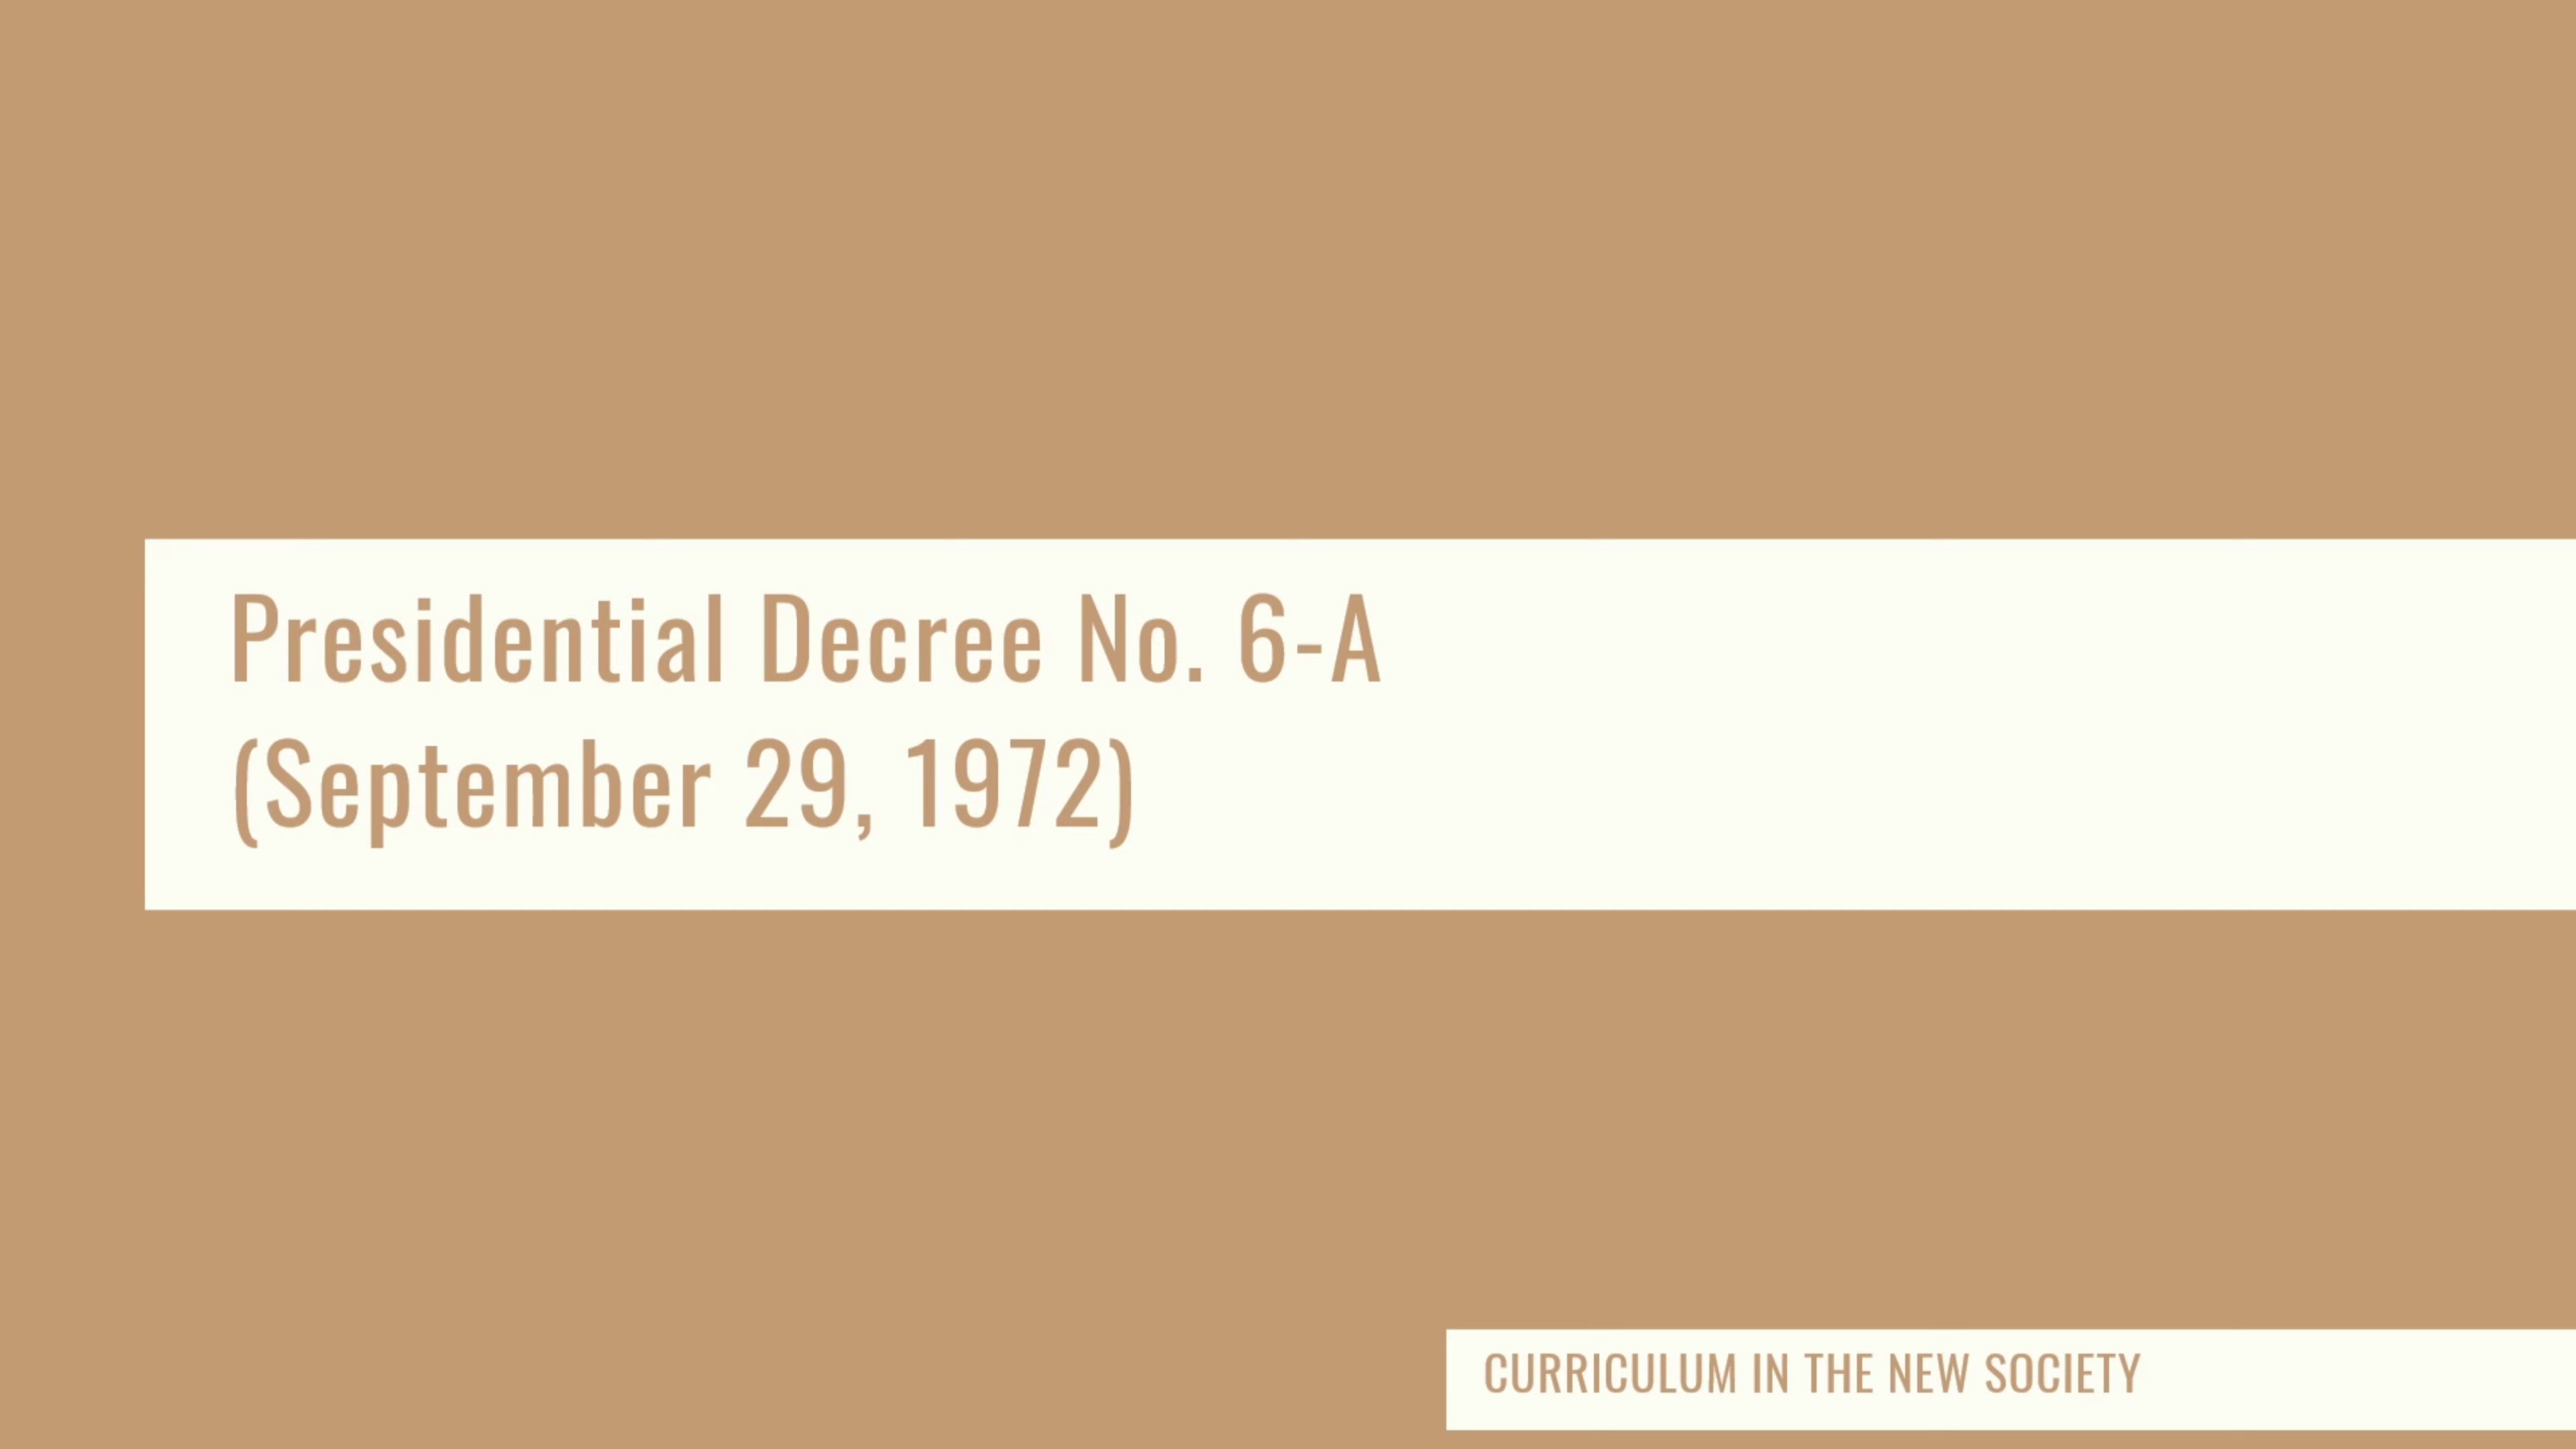 Presidential Decree No. 6-A
(September 29, 1972)
CURRICULUM IN THE NEW SOCIETY